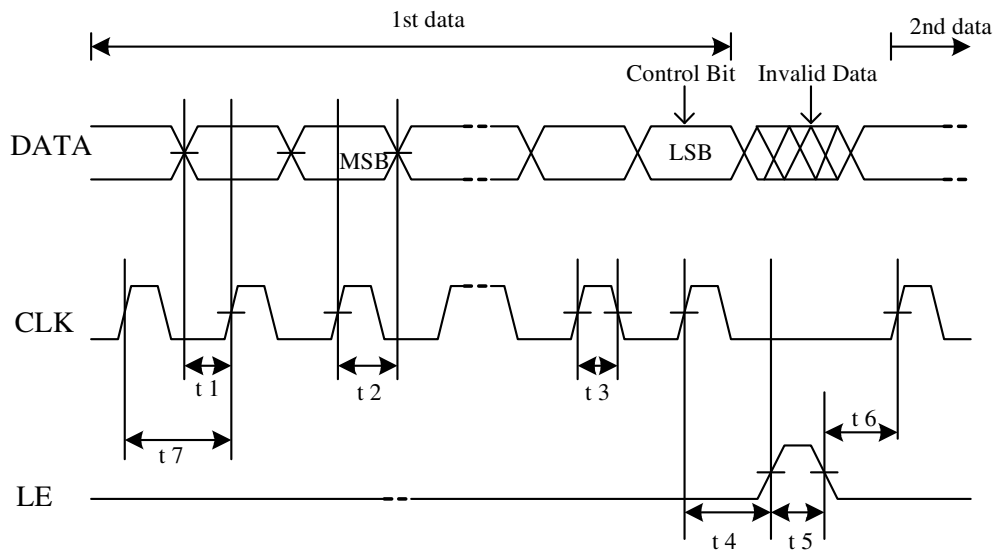 1st data
2nd data
Control Bit
Invalid Data
DATA
MSB
LSB
CLK
t 1
t 2
t 3
t 7
t 6
LE
t 4
t 5